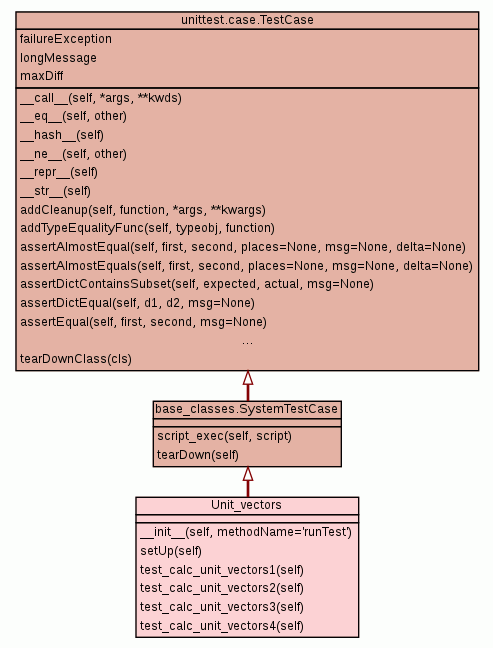 unittest.case.TestCase
failureException
longMessage
maxDiff
__call__(self, *args, **kwds)
__eq__(self, other)
__hash__(self)
__ne__(self, other)
__repr__(self)
__str__(self)
addCleanup(self, function, *args, **kwargs)
addTypeEqualityFunc(self, typeobj, function)
assertAlmostEqual(self, first, second, places=None, msg=None, delta=None)
assertAlmostEquals(self, first, second, places=None, msg=None, delta=None)
assertDictContainsSubset(self, expected, actual, msg=None)
assertDictEqual(self, d1, d2, msg=None)
assertEqual(self, first, second, msg=None)
...
tearDownClass(cls)
base_classes.SystemTestCase
script_exec(self, script)
tearDown(self)
Unit_vectors
__init__(self, methodName='runTest')
setUp(self)
test_calc_unit_vectors1(self)
test_calc_unit_vectors2(self)
test_calc_unit_vectors3(self)
test_calc_unit_vectors4(self)